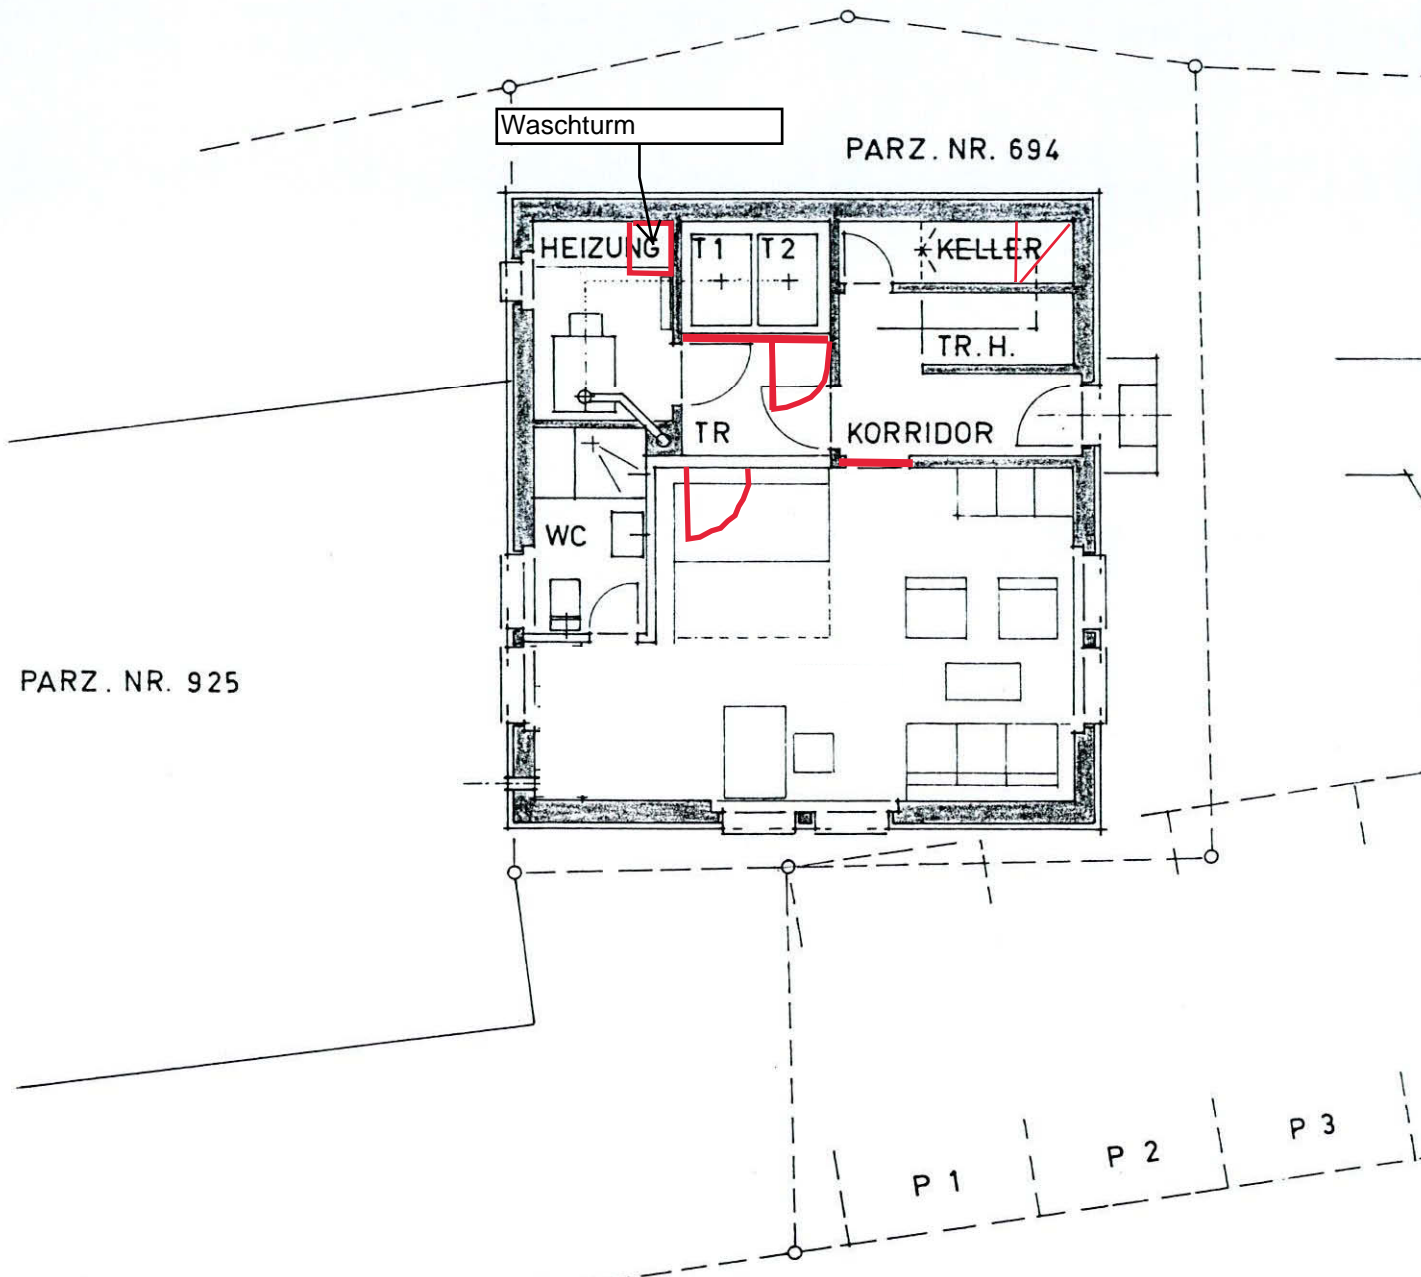 Waschturm
PARZ. NR. 694
HEIZUNG
T1
T2
KELLER
TR. H.
TR
KORRIDOR
WC
PARZ. NR. 925
P 1
P 2
P 3